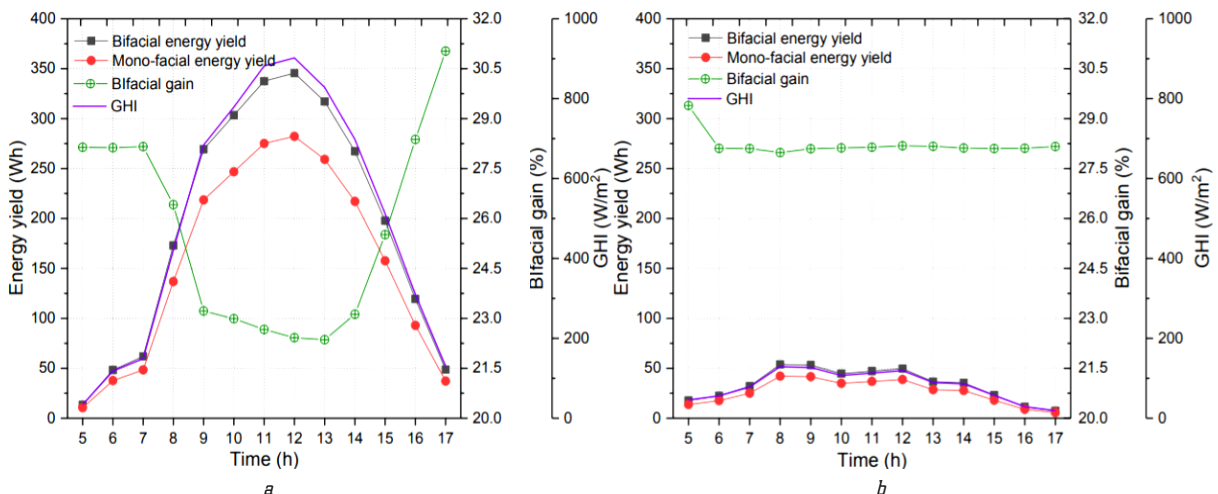 400
350
300
250
200
150
100
50
0
Energy yield (Wh)
Bifacial energy yield
Mono-facial energy yield
BIfacial gain
GHI
5 6 7 8 9 10 11 12 13 14 15 16 17
Time (h)
32.0
30.5
29.0
27.5
26.0
24.5
23.0
21.5
20.0
BIfacial gain (%)
1000
800
600
400
200
0
GHI (W/m²)
a
400
350
300
250
200
150
100
50
0
Energy yield (Wh)
Bifacial energy yield
Mono-facial energy yield
Bifacial gain
GHI
5 6 7 8 9 10 11 12 13 14 15 16 17
Time (h)
32.0
30.5
29.0
27.5
26.0
24.5
23.0
21.5
20.0
Bifacial gain (%)
1000
800
600
400
200
0
GHI (W/m²)
b